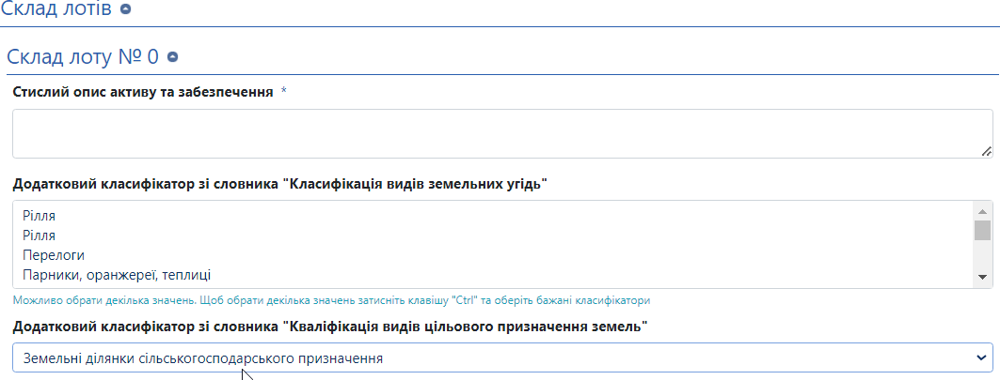 Склад лотів
Склад лоту № 0
Стислий опис активу та забезпечення *
Додатковий класифікатор зі словника "Класифікація видів земельних угідь"
Рілля
Рілля
Перелоги
Парники, оранжереї, теплиці
Можливо обрати декілька значень. Щоб обрати декілька значень затисніть клавішу "Ctrl" та оберіть бажані класифікатори
Додатковий класифікатор зі словника "Кваліфікація видів цільового призначення земель"
Земельні ділянки сільськогосподарського призначення